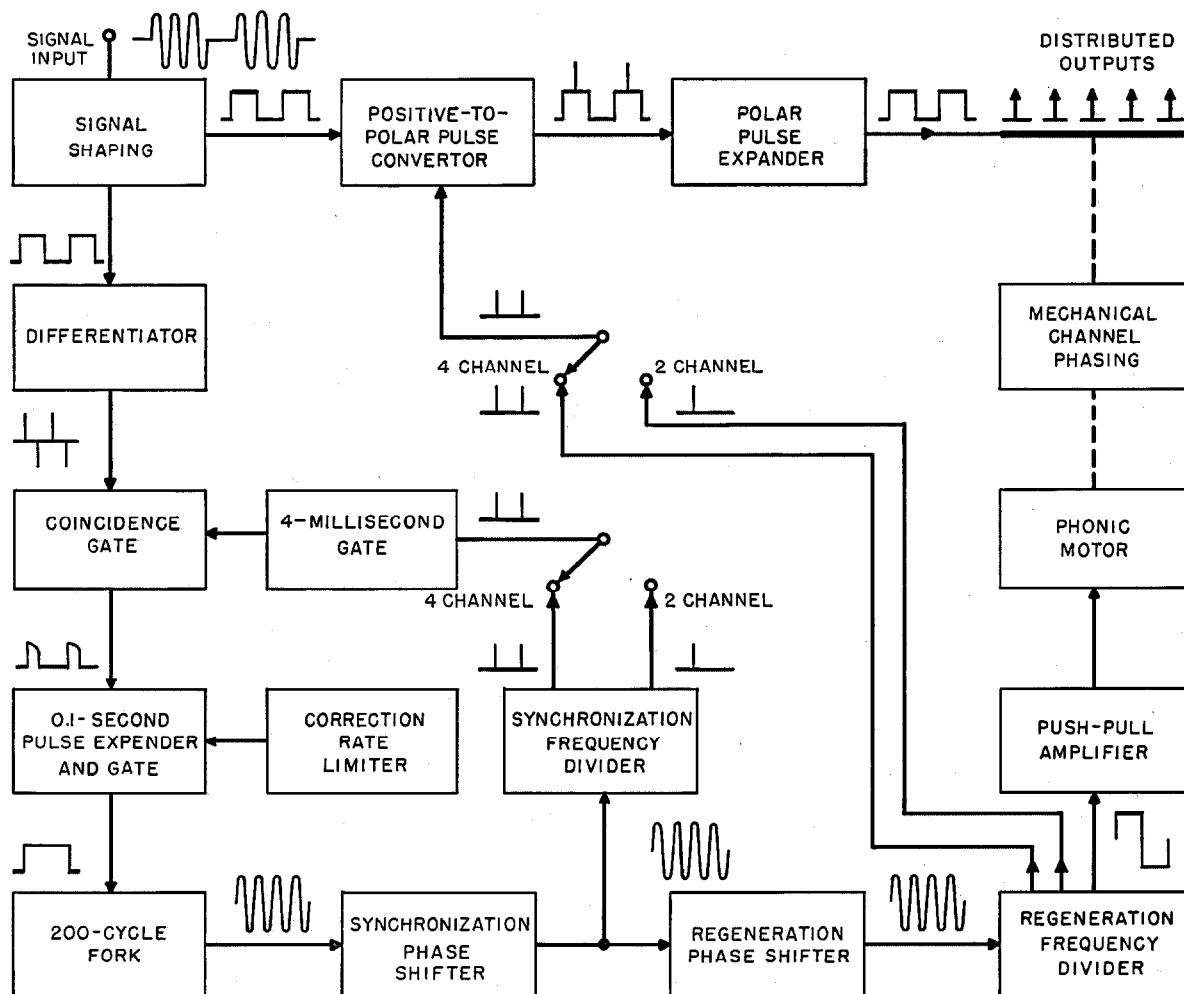 SIGNAL
INPUT
DISTRIBUTED
OUTPUTS
SIGNAL
SHAPING
POSITIVE-TO-
POLAR PULSE
CONVERTOR
POLAR
PULSE
EXPANDER
DIFFERENTIATOR
MECHANICAL
CHANNEL
PHASING
4 CHANNEL
2 CHANNEL
COINCIDENCE
GATE
4-MILLISECOND
GATE
PHONIC
MOTOR
4 CHANNEL
2 CHANNEL
0.1-SECOND
PULSE EXPENDER
AND GATE
CORRECTION
RATE
LIMITER
SYNCHRONIZATION
FREQUENCY
DIVIDER
PUSH-PULL
AMPLIFIER
200-CYCLE
FORK
SYNCHRONIZATION
PHASE
SHIFTER
REGENERATION
PHASE SHIFTER
REGENERATION
FREQUENCY
DIVIDER